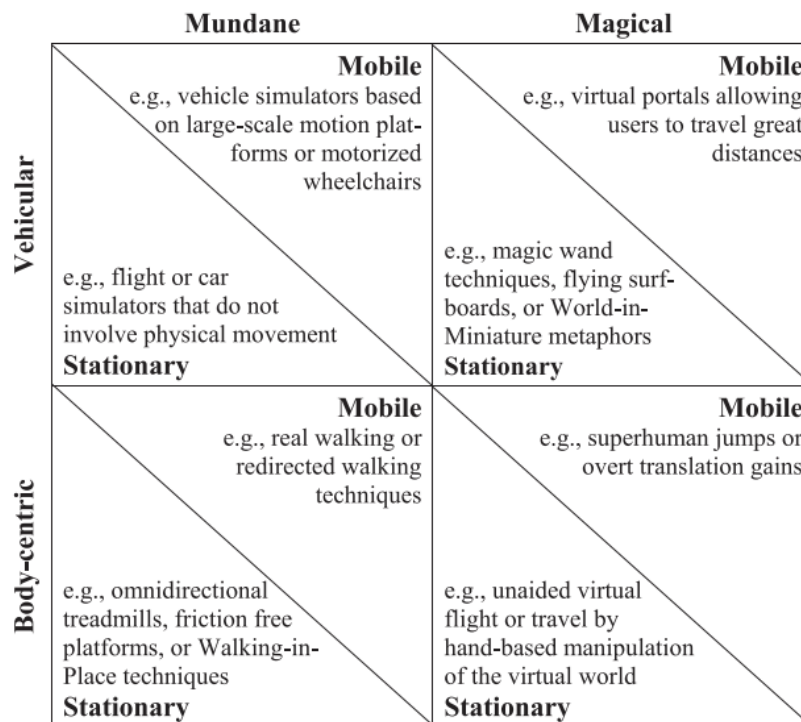 Mundane
Magical
Vehicular
Mobile
e.g., vehicle simulators based
on large-scale motion plat-
forms or motorized
wheelchairs
e.g., flight or car
simulators that do not
involve physical movement
Stationary
Mobile
e.g., virtual portals allowing
users to travel great
distances
e.g., magic wand
techniques, flying surf-
boards, or World-in-
Miniature metaphors
Stationary
Body-centric
Mobile
e.g., real walking or
redirected walking
techniques
e.g., omnidirectional
treadmills, friction free
platforms, or Walking-in-
Place techniques
Stationary
Mobile
e.g., superhuman jumps or
overt translation gains
e.g., unaided virtual
flight or travel by
hand-based manipulation
of the virtual world
Stationary